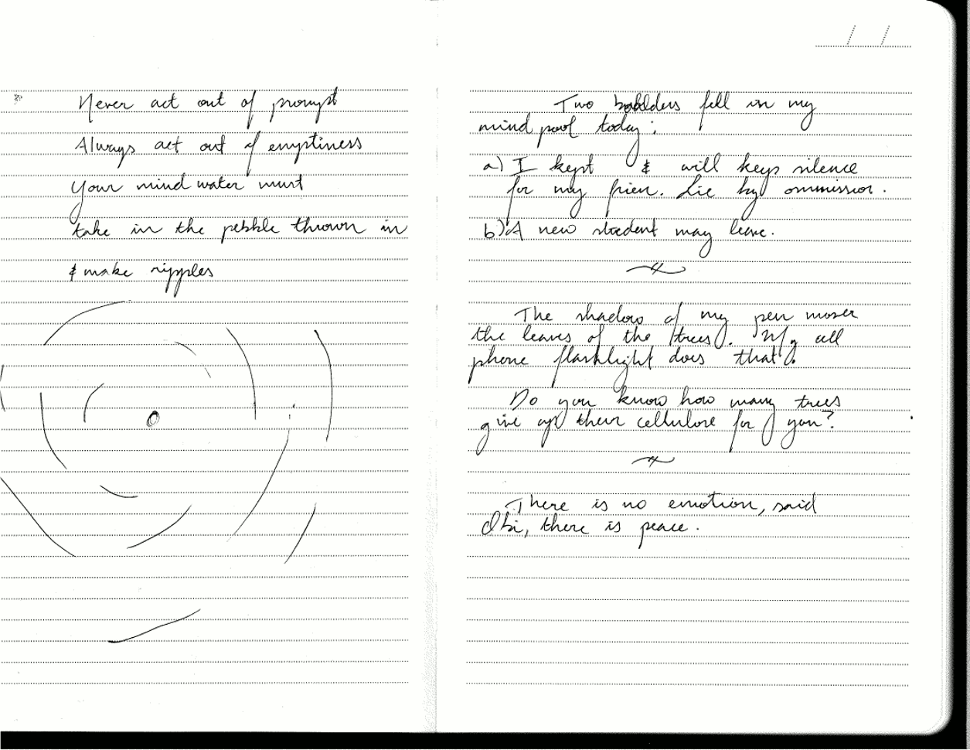 Never act out of prompt
Always act out of emptiness
Your mind water must
take in the pebble thrown in
& make ripples
Two boulders fell in my
mind pool today:
a) I kept & will keep silence
for my frien. Lie by ommission.
b) A new student may leave.
The shadow of my pen moves
the leaves of the trees. My cell
phone flashlight does that.
Do you know how many trees
give up their cellulose for you?
There is no emotion, said
Obi, there is peace.